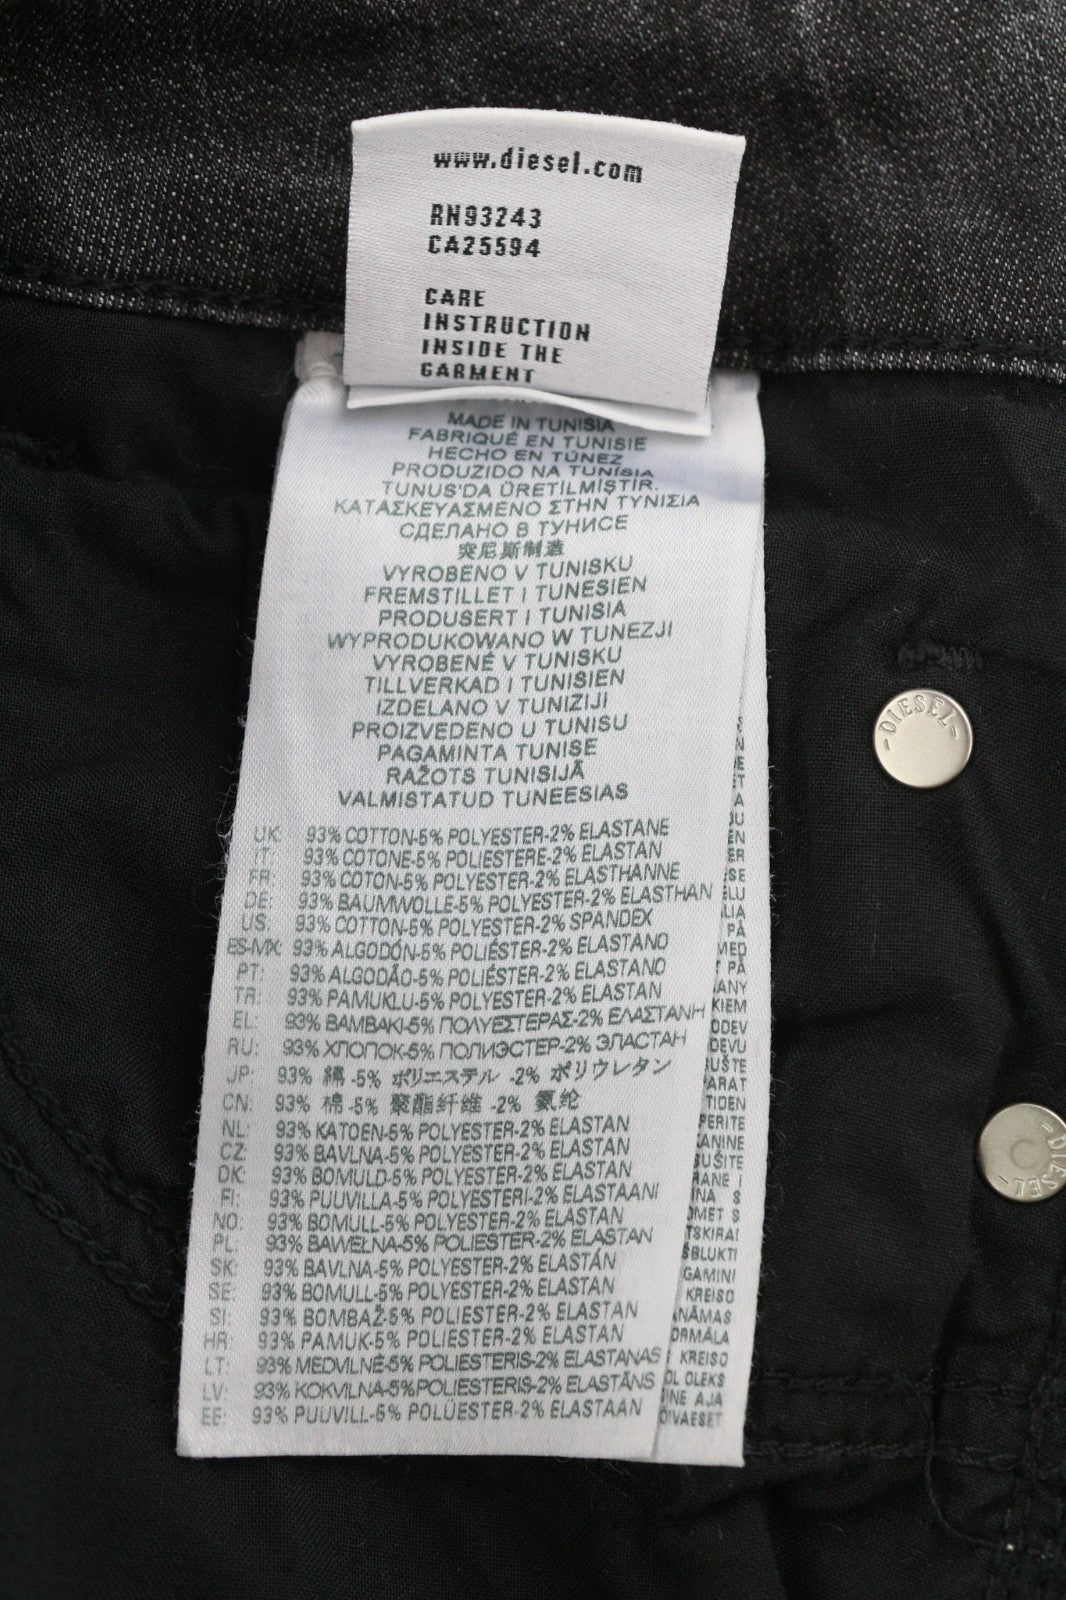 www.diesel.com
RN93243
CA25594
CARE
INSTRUCTION
INSIDE THE
GARMENT
MADE IN TUNISIA
FABRIQUÉ EN TUNISIE
HECHO EN TÚNEZ
PRODUZIDO NA TUNÍSIA
TUNUS'DA ÜRETILMIŞTIR.
ΚΑΤΑΣΚΕΥΑΣΜΕΝΟ ΣΤΗΝ ΤΥΝΙΣΙΑ
СДЕЛАНО В ТУНИСЕ
突尼斯制造
VYROBENO V TUNISKU
FREMSTILLET I TUNESIEN
PRODUSERT I TUNISIA
WYPRODUKOWANO W TUNEZJI
VYROBENÉ V TUNISKU
TILLVERKAD I TUNISIEN
IZDELANO V TUNIZIJI
PROIZVEDENO U TUNISU
PAGAMINTA TUNISE
RAŽOTS TUNISIJĀ
VALMISTATUD TUNEESIAS
UK: 93% COTTON-5% POLYESTER-2% ELASTANE
IT: 93% COTONE-5% POLIESTERE-2% ELASTAN
FR: 93% COTON-5% POLYESTER-2% ELASTHANNE
DE: 93% BAUMWOLLE-5% POLYESTER-2% ELASTHAN
US: 93% COTTON-5% POLYESTER-2% SPANDEX
ES-MX: 93% ALGODÓN-5% POLIÉSTER-2% ELASTANO
PT: 93% ALGODÃO-5% POLIÉSTER-2% ELASTANO
TR: 93% PAMUKLU-5% POLYESTER-2% ELASTAN
EL: 93% ΒΑΜΒΑΚΙ-5% ΠΟΛΥΕΣΤΕΡΑΣ-2% ΕΛΑΣΤΑΝΗ
RU: 93% ХЛОПОК-5% ПОЛИЭСТЕР-2% ЭЛАСТАН
JP: 93% 綿 -5% ポリエステル -2% ポリウレタン
CN: 93% 棉 -5% 聚酯纤维 -2% 氨纶
NL: 93% KATOEN-5% POLYESTER-2% ELASTAN
CZ: 93% BAVLNA-5% POLYESTER-2% ELASTAN
DK: 93% BOMULD-5% POLYESTER-2% ELASTAN
FI: 93% PUUVILLA-5% POLYESTERI-2% ELASTAANI
NO: 93% BOMULL-5% POLYESTER-2% ELASTAN
PL: 93% BAWEŁNA-5% POLIESTER-2% ELASTAN
SK: 93% BAVLNA-5% POLYESTER-2% ELASTÁN
SE: 93% BOMULL-5% POLYESTER-2% ELASTAN
SI: 93% BOMBAŽ-5% POLIESTER-2% ELASTAN
HR: 93% PAMUK-5% POLIESTER-2% ELASTAN
LT: 93% MEDVILNĖ-5% POLIESTERIS-2% ELASTANAS
LV: 93% KOKVILNA-5%POLIESTERIS-2% ELASTĀNS
EE: 93% PUUVILL-5% POLÜESTER-2% ELASTAAN
-DIESEL-
-DIESEL-